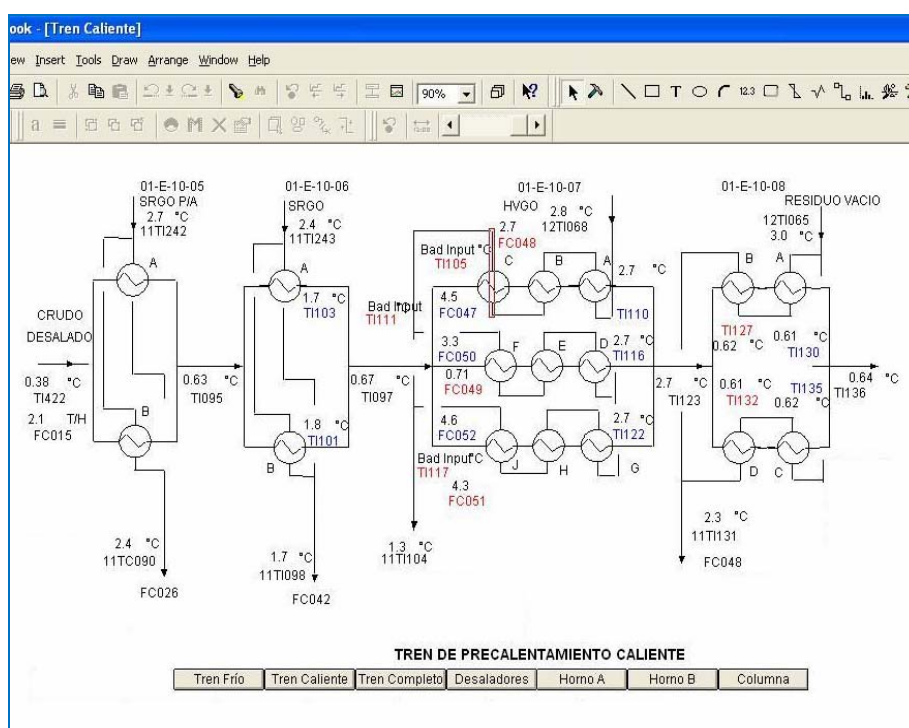 ook - [Tren Caliente]
ew Insert Tools Draw Arrange Window Help
90%
T
12.3
a
01-E-10-05
SRGO P/A
2.7 °C
11TI242
A
CRUDO
DESALADO
0.38 °C
TI422
2.1 T/H
FC015
B
2.4 °C
11TC090
FC026
0.63 °C
TI095
01-E-10-06
SRGO
2.4 °C
11TI243
A
1.7 °C
TI103
1.8 °C
TI101
B
1.7 °C
11TI098
FC042
0.67 °C
TI097
01-E-10-07
HVGO
2.8 °C
12TI068
2.7
FC048
Bad Input °C
TI105
C
B
A
2.7 °C
TI110
Bad Input
TI111
4.5
FC047
3.3
FC050
0.71
FC049
F
E
D
2.7 °C
TI116
4.6
FC052
2.7 °C
TI122
Bad Input °C
TI117
J
H
G
4.3
FC051
1.3 °C
11TI104
2.7 °C
TI123
01-E-10-08
RESIDUO VACIO
12TI065
3.0 °C
B
A
TI127
0.62 °C
0.61 °C
TI130
0.61 °C
TI132
TI135
0.62 °C
0.64 °C
TI136
D
C
2.3 °C
11TI131
FC048
TREN DE PRECALENTAMIENTO CALIENTE
Tren Frío Tren Caliente Tren Completo Desaladores Horno A Horno B Columna